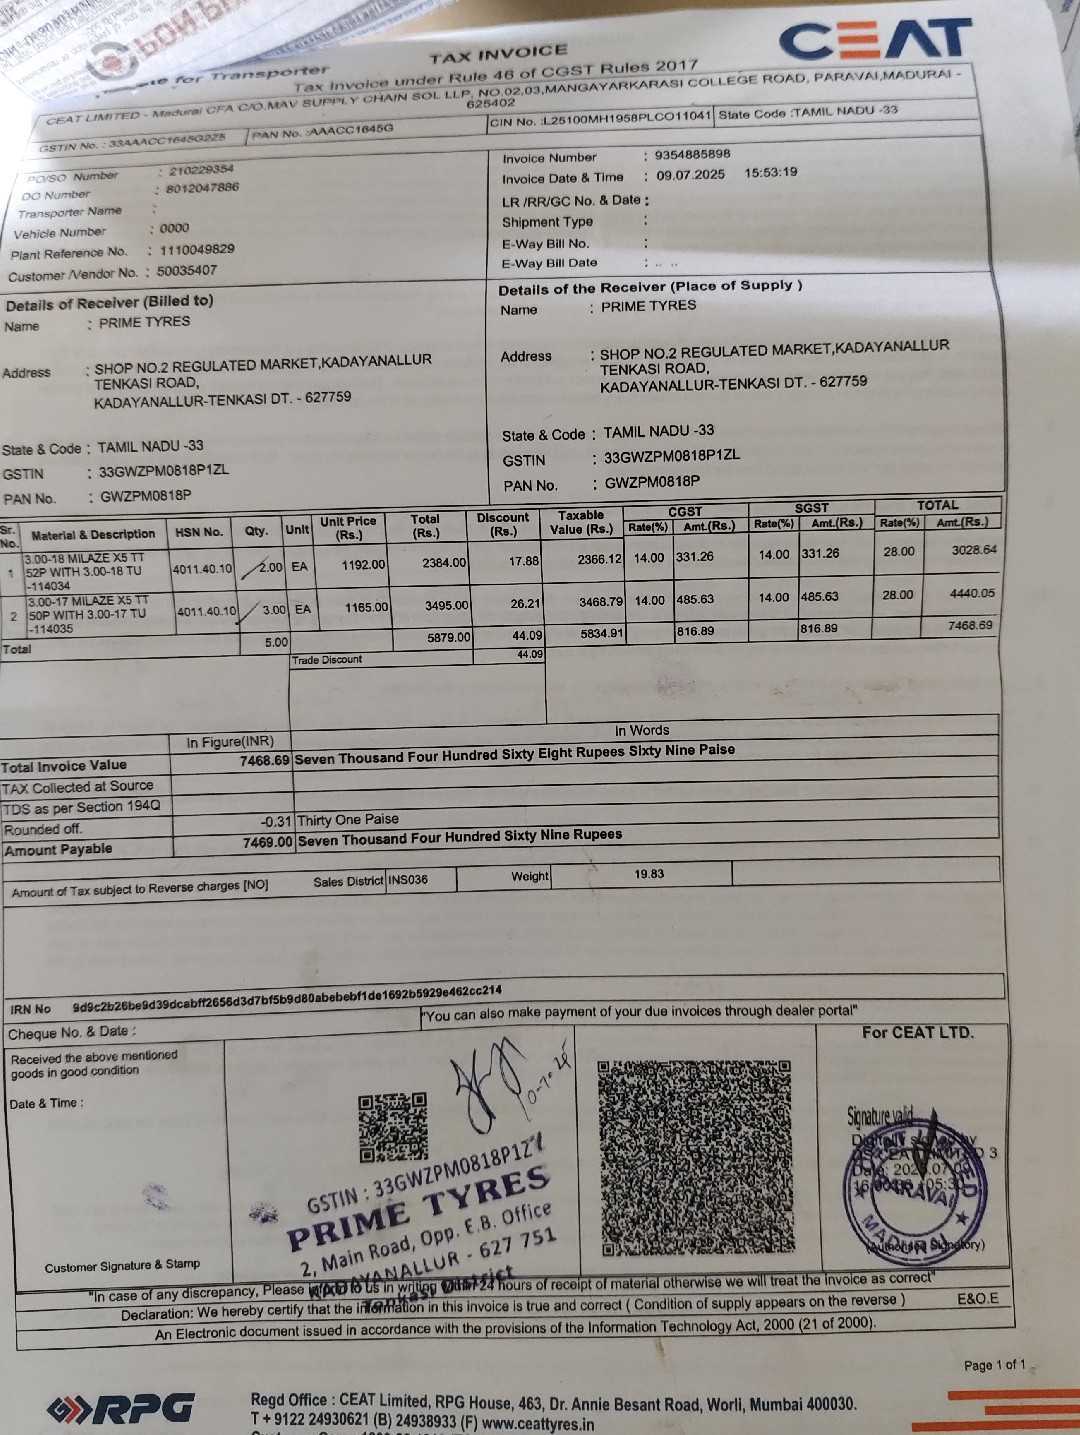 CEAT
TAX INVOICE
for Transporter
Tax Invoice under Rule 46 of CGST Rules 2017
CEAT LIMITED - Madurai CFA C/O.MAV SUPPLY CHAIN SOL LLP, NO.02,03,MANGAYARKARASI COLLEGE ROAD, PARAVAI,MADURAI -
625402
GSTIN No. : 33AAACC1645G2Z5 PAN No. :AAACC1645G CIN No. :L25100MH1958PLCO11041 State Code :TAMIL NADU -33
PO/SO Number : 210229354
DO Number : 8012047886
Transporter Name :
Vehicle Number : 0000
Plant Reference No. : 1110049829
Customer /Vendor No. : 50035407
Invoice Number : 9354885898
Invoice Date & Time : 09.07.2025 15:53:19
LR /RR/GC No. & Date :
Shipment Type :
E-Way Bill No. :
E-Way Bill Date : .. ..
Details of Receiver (Billed to)
Name : PRIME TYRES
Address : SHOP NO.2 REGULATED MARKET,KADAYANALLUR
TENKASI ROAD,
KADAYANALLUR-TENKASI DT. - 627759
State & Code : TAMIL NADU -33
GSTIN : 33GWZPM0818P1ZL
PAN No. : GWZPM0818P
Details of the Receiver (Place of Supply )
Name : PRIME TYRES
Address : SHOP NO.2 REGULATED MARKET,KADAYANALLUR
TENKASI ROAD,
KADAYANALLUR-TENKASI DT. - 627759
State & Code : TAMIL NADU -33
GSTIN : 33GWZPM0818P1ZL
PAN No. : GWZPM0818P
Sr. No. Material & Description HSN No. Qty. Unit Unit Price (Rs.) Total (Rs.) Discount (Rs.) Taxable Value (Rs.) CGST Rate(%) Amt.(Rs.) SGST Rate(%) Amt.(Rs.) TOTAL Rate(%) Amt.(Rs.)
3.00-18 MILAZE X5 TT
1 52P WITH 3.00-18 TU 4011.40.10 2.00 EA 1192.00 2384.00 17.88 2366.12 14.00 331.26 14.00 331.26 28.00 3028.64
-114034
3.00-17 MILAZE X5 TT
2 50P WITH 3.00-17 TU 4011.40.10 3.00 EA 1165.00 3495.00 26.21 3468.79 14.00 485.63 14.00 485.63 28.00 4440.05
-114035
Total 5.00 5879.00 44.09 5834.91 816.89 816.89 7468.69
Trade Discount 44.09
In Figure(INR) In Words
Total Invoice Value 7468.69 Seven Thousand Four Hundred Sixty Eight Rupees Sixty Nine Paise
TAX Collected at Source
TDS as per Section 194Q
Rounded off. -0.31 Thirty One Paise
Amount Payable 7469.00 Seven Thousand Four Hundred Sixty Nine Rupees
Amount of Tax subject to Reverse charges [NO] Sales District INS036 Weight 19.83
IRN No 9d9c2b26be9d39dcabff2656d3d7bf5b9d80abebebf1de1692b5929e462cc214
Cheque No. & Date : "You can also make payment of your due invoices through dealer portal"
Received the above mentioned
goods in good condition
Date & Time :
Customer Signature & Stamp
GSTIN : 33GWZPM0818P1Z
PRIME TYRES
2, Main Road, Opp. E.B. Office
KADAYANALLUR - 627 751
Tenkasi District
For CEAT LTD.
Signature valid
CEAT LIMITED
PARAVAI
MADURAI
(Authorised Signatory)
"In case of any discrepancy, Please to us in writing 24 hours of receipt of material otherwise we will treat the invoice as correct"
Declaration: We hereby certify that the information in this invoice is true and correct ( Condition of supply appears on the reverse ) E&O.E
An Electronic document issued in accordance with the provisions of the Information Technology Act, 2000 (21 of 2000).
Page 1 of 1
RPG
Regd Office : CEAT Limited, RPG House, 463, Dr. Annie Besant Road, Worli, Mumbai 400030.
T + 9122 24930621 (B) 24938933 (F) www.ceattyres.in